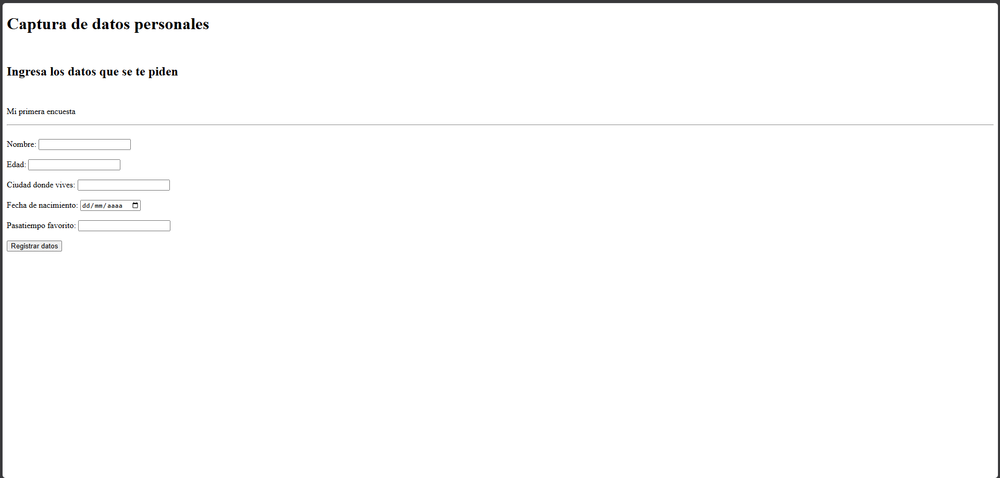 Captura de datos personales
Ingresa los datos que se te piden
Mi primera encuesta
Nombre:
Edad:
Ciudad donde vives:
Fecha de nacimiento: dd/mm/aaaa
Pasatiempo favorito:
Registrar datos